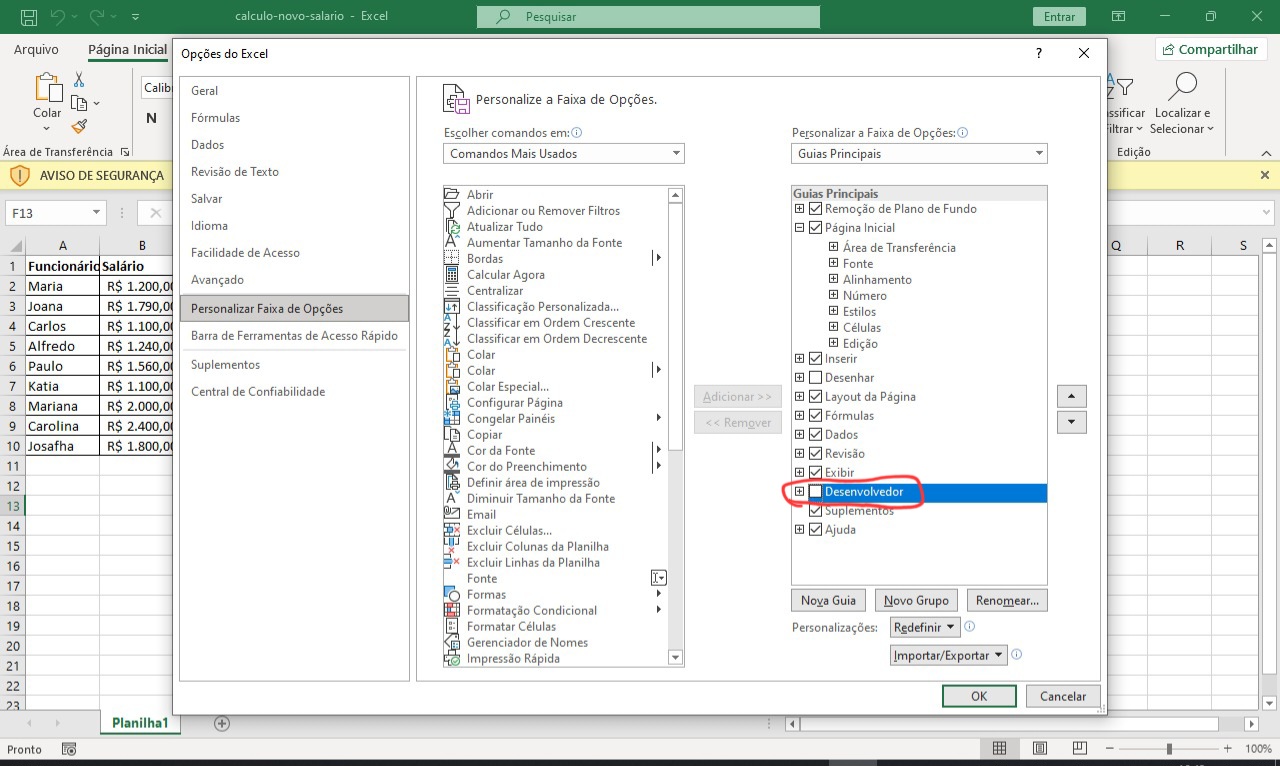 calculo-novo-salario - Excel
Pesquisar
Entrar
Arquivo
Página Inicial
Compartilhar
Opções do Excel
?
Colar
Calib
N
Área de Transferência
ssificar
Filtrar
Localizar e
Selecionar
Edição
AVISO DE SEGURANÇA
F13
Geral
Fórmulas
Dados
Revisão de Texto
Salvar
Idioma
Facilidade de Acesso
Avançado
Personalizar Faixa de Opções
Barra de Ferramentas de Acesso Rápido
Suplementos
Central de Confiabilidade
Personalize a Faixa de Opções.
Escolher comandos em:
Comandos Mais Usados
Abrir
Adicionar ou Remover Filtros
Atualizar Tudo
Aumentar Tamanho da Fonte
Bordas
Calcular Agora
Centralizar
Classificação Personalizada...
Classificar em Ordem Crescente
Classificar em Ordem Decrescente
Colar
Colar
Colar Especial...
Configurar Página
Congelar Painéis
Copiar
Cor da Fonte
Cor do Preenchimento
Definir área de impressão
Diminuir Tamanho da Fonte
Email
Excluir Células...
Excluir Colunas da Planilha
Excluir Linhas da Planilha
Fonte
Formas
Formatação Condicional
Formatar Células
Gerenciador de Nomes
Impressão Rápida
Adicionar >>
<< Remover
Personalizar a Faixa de Opções:
Guias Principais
Guias Principais
Remoção de Plano de Fundo
Página Inicial
Área de Transferência
Fonte
Alinhamento
Número
Estilos
Células
Edição
Inserir
Desenhar
Layout da Página
Fórmulas
Dados
Revisão
Exibir
Desenvolvedor
Suplementos
Ajuda
Nova Guia
Novo Grupo
Renomear...
Personalizações:
Redefinir
Importar/Exportar
OK
Cancelar
A B Q R S
1 Funcionário Salário
2 Maria R$ 1.200,00
3 Joana R$ 1.790,00
4 Carlos R$ 1.100,00
5 Alfredo R$ 1.240,00
6 Paulo R$ 1.560,00
7 Katia R$ 1.100,00
8 Mariana R$ 2.000,00
9 Carolina R$ 2.400,00
10 Josafha R$ 1.800,00
11
12
13
14
15
16
17
18
19
20
21
22
23
Planilha1
Pronto
100%